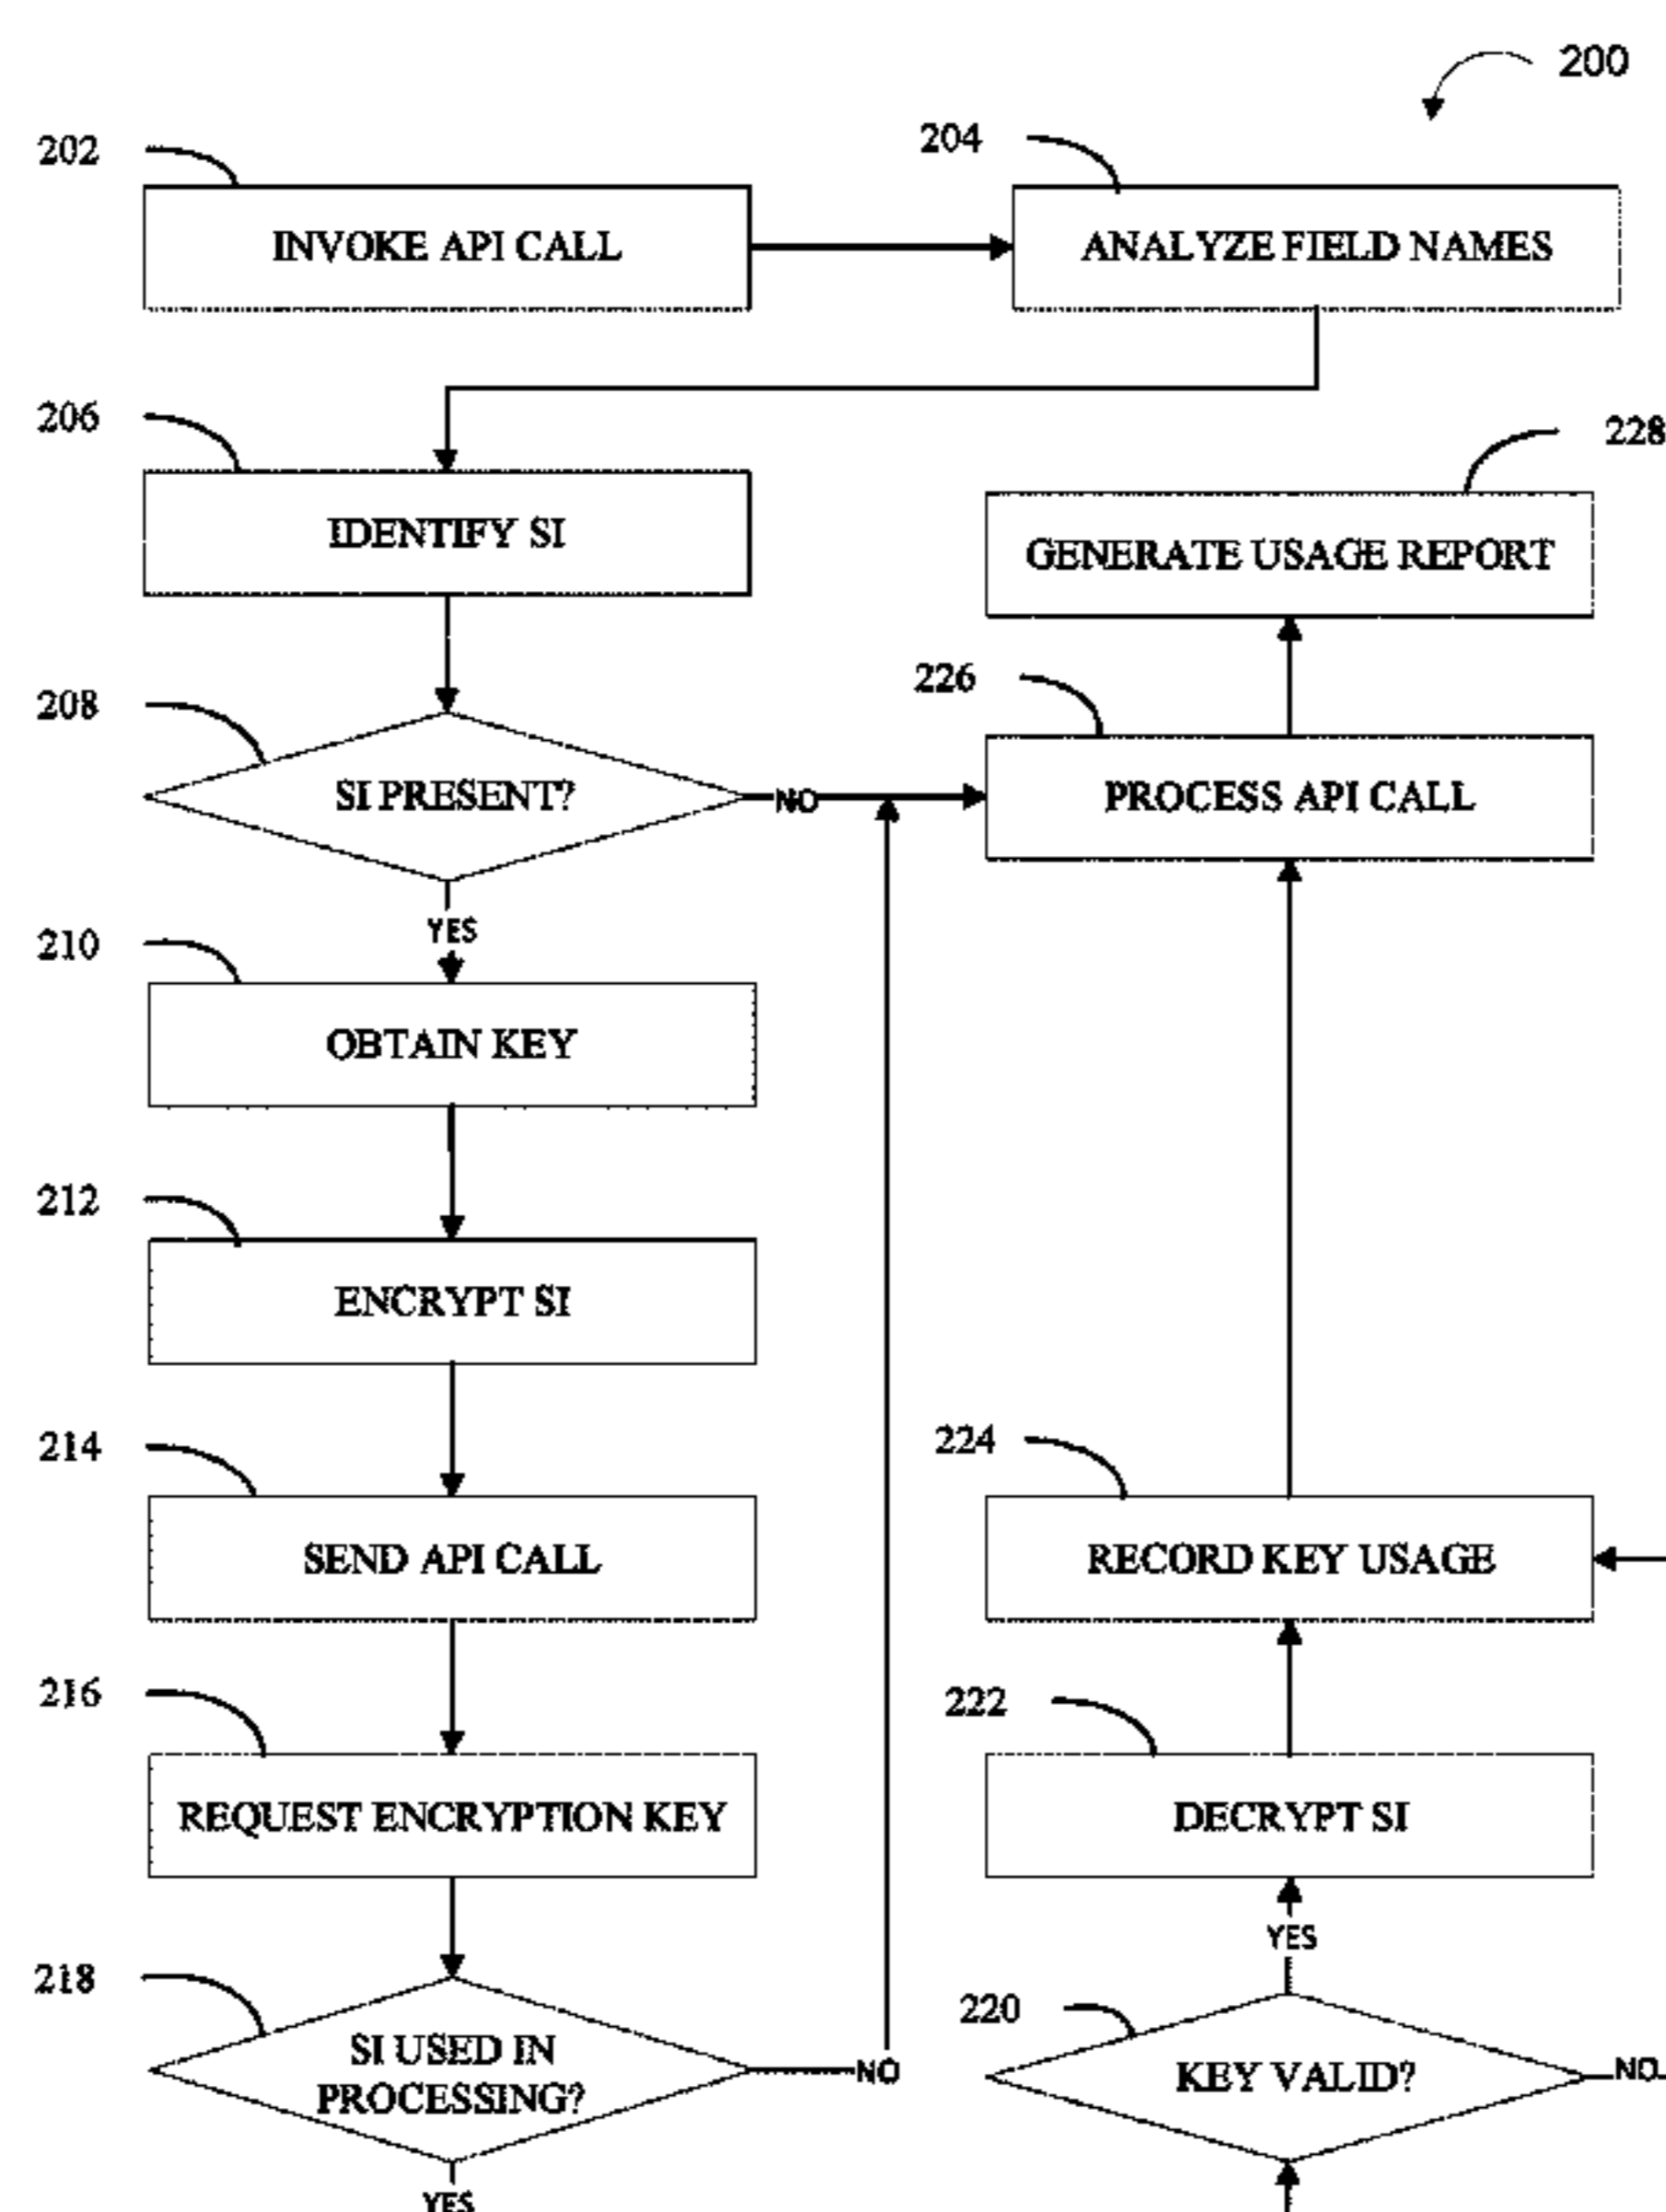 200
202
204
INVOKE API CALL
ANALYZE FIELD NAMES
206
228
IDENTIFY SI
GENERATE USAGE REPORT
208
226
SI PRESENT?
NO
PROCESS API CALL
YES
210
OBTAIN KEY
212
ENCRYPT SI
214
224
SEND API CALL
RECORD KEY USAGE
216
222
REQUEST ENCRYPTION KEY
DECRYPT SI
YES
218
220
SI USED IN
PROCESSING?
NO
KEY VALID?
NO
YES